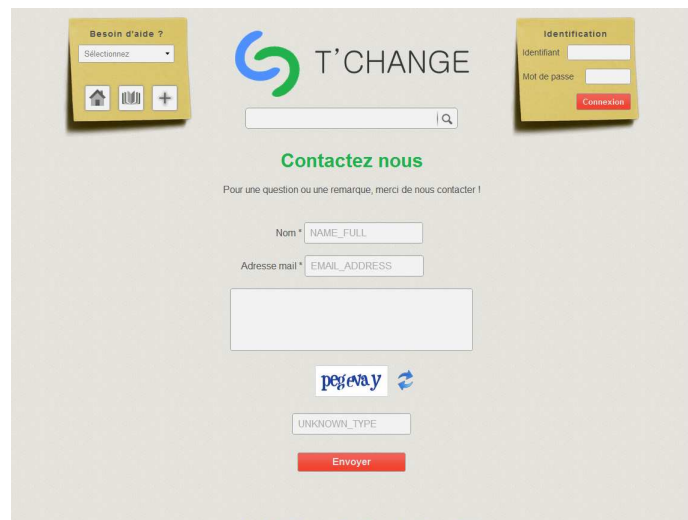 Besoin d'aide ?
Sélectionnez
T'CHANGE
Identification
Identifiant
Mot de passe
Connexion
Contactez nous
Pour une question ou une remarque, merci de nous contacter !
Nom * NAME_FULL
Adresse mail * EMAIL_ADDRESS
pegevay
UNKNOWN_TYPE
Envoyer